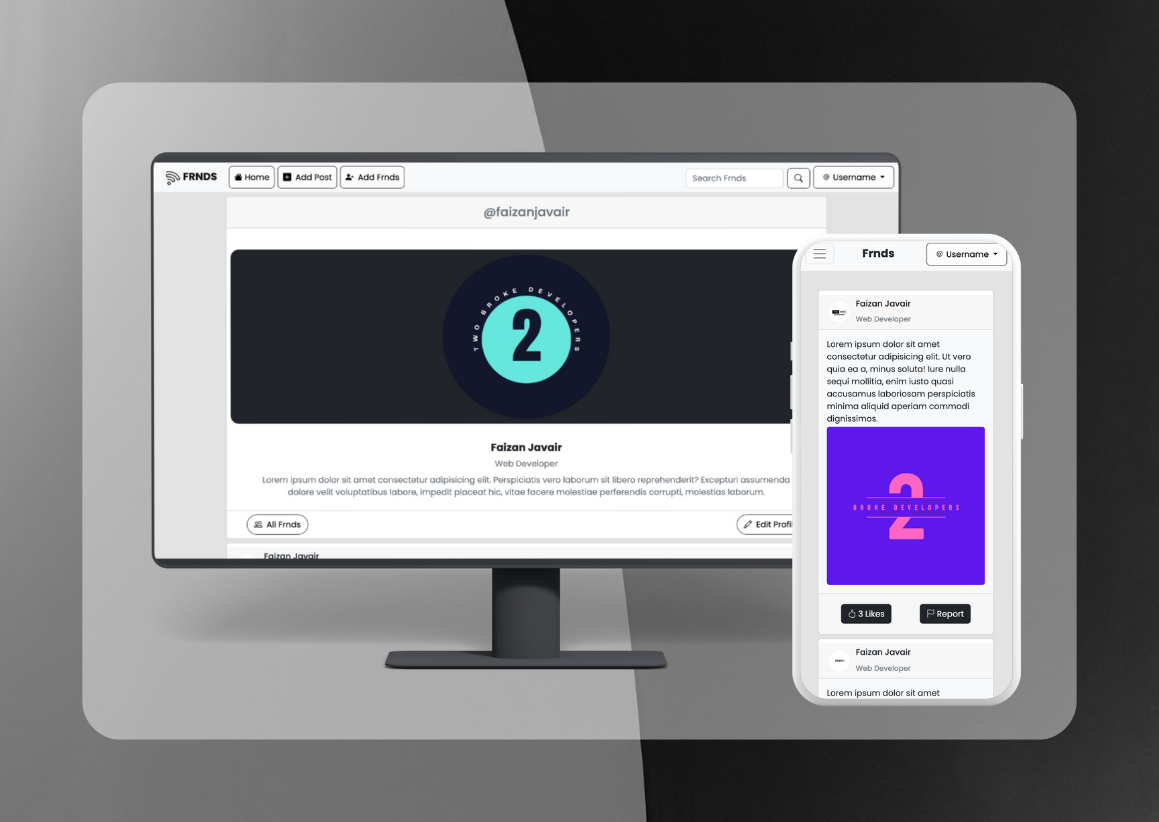 FRNDS
Home
Add Post
Add Frnds
Search Frnds
@ Username
@faizanjavair
TWO BROKE DEVELOPERS
2
Faizan Javair
Web Developer
Lorem ipsum dolor sit amet consectetur adipisicing elit. Perspiciatis vero laborum sit libero reprehenderit? Excepturi assumenda
dolore velit voluptatibus labore, impedit placeat hic, vitae facere molestiae perferendis corrupti, molestias laborum.
All Frnds
Edit Profil
Faizan Javair
Frnds
@ Username
Faizan Javair
Web Developer
Lorem ipsum dolor sit amet
consectetur adipisicing elit. Ut vero
quia ea a, minus soluta! Iure nulla
sequi mollitia, enim iusto quasi
accusamus laboriosam perspiciatis
minima aliquid aperiam commodi
dignissimos.
2
BROKE DEVELOPERS
3 Likes
Report
Faizan Javair
Web Developer
Lorem ipsum dolor sit amet